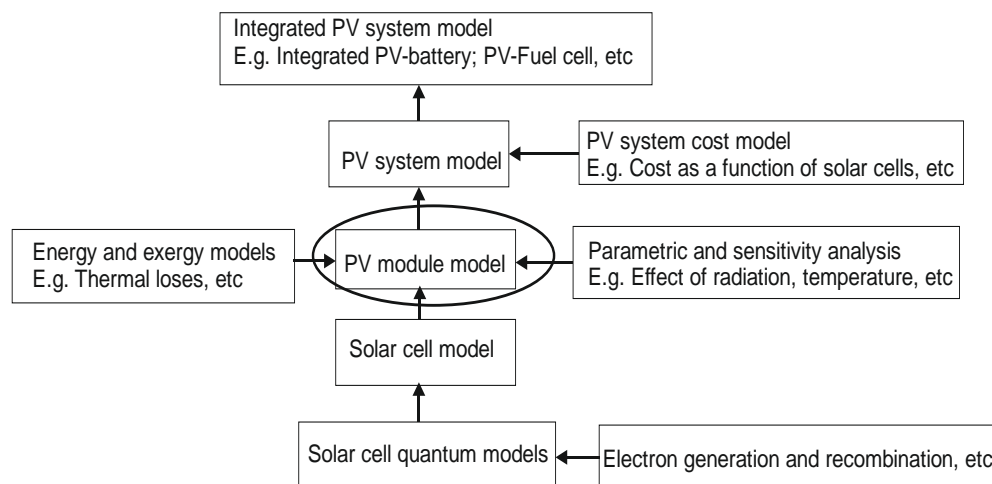 Integrated PV system model
E.g. Integrated PV-battery; PV-Fuel cell, etc
PV system model
PV system cost model
E.g. Cost as a function of solar cells, etc
Energy and exergy models
E.g. Thermal loses, etc
PV module model
Parametric and sensitivity analysis
E.g. Effect of radiation, temperature, etc
Solar cell model
Solar cell quantum models
Electron generation and recombination, etc